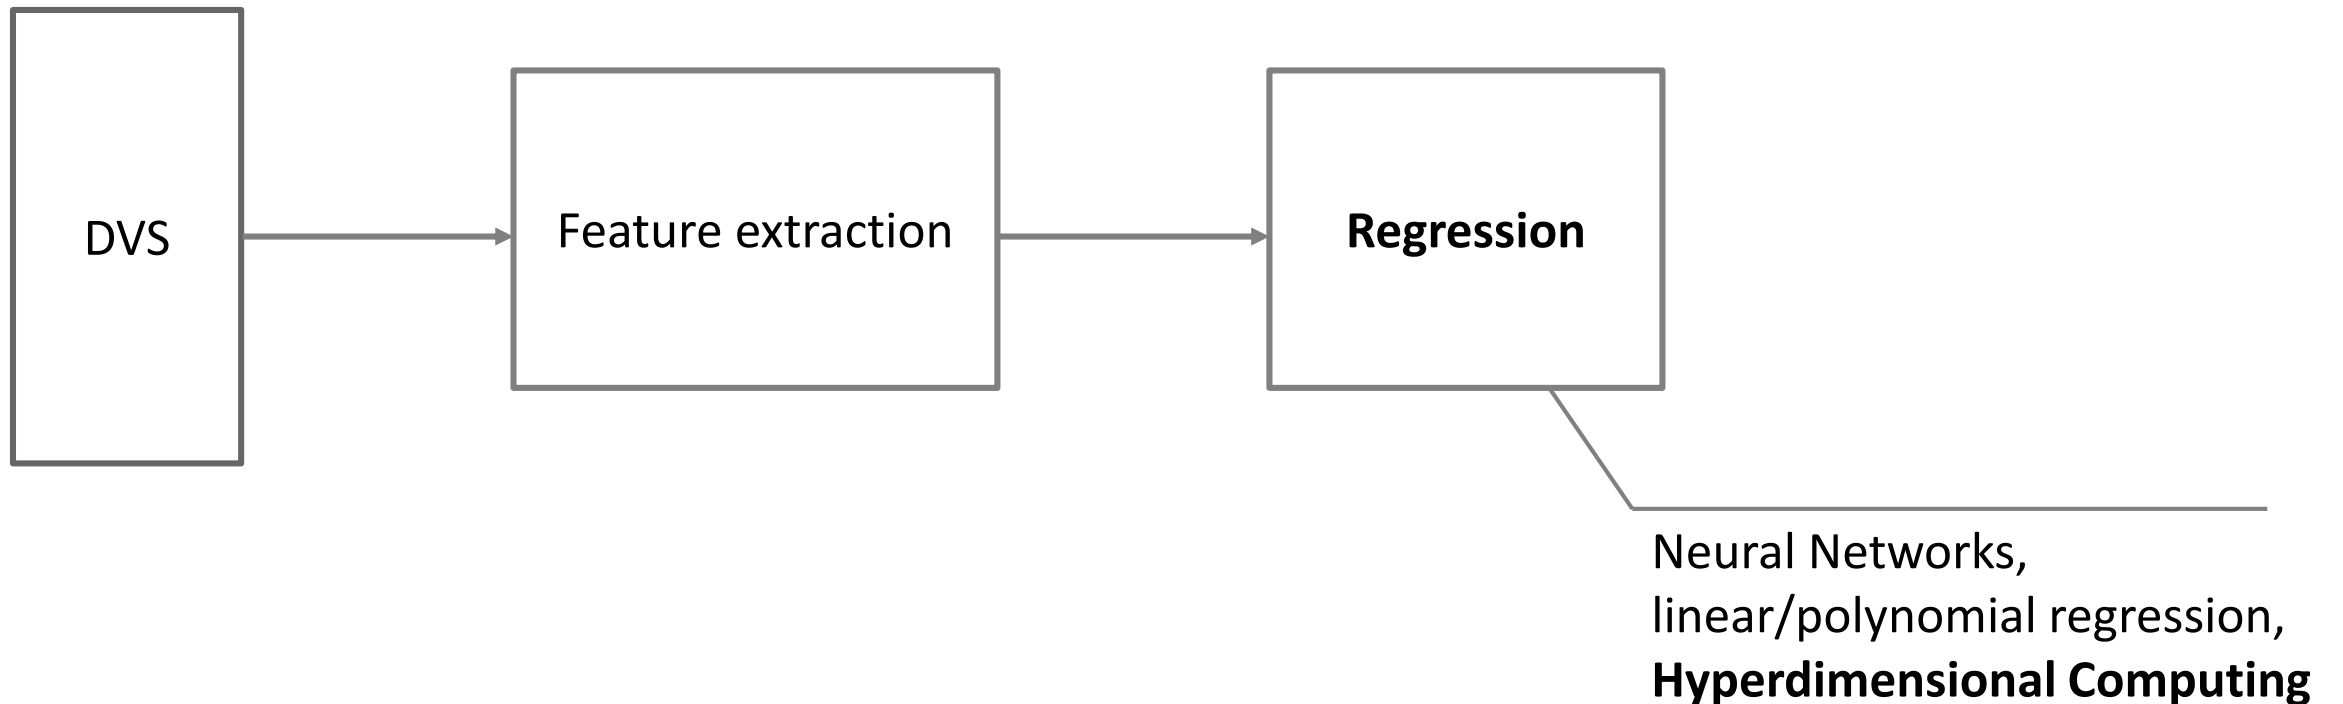 DVS
Feature extraction
Regression
Neural Networks,
linear/polynomial regression,
Hyperdimensional Computing